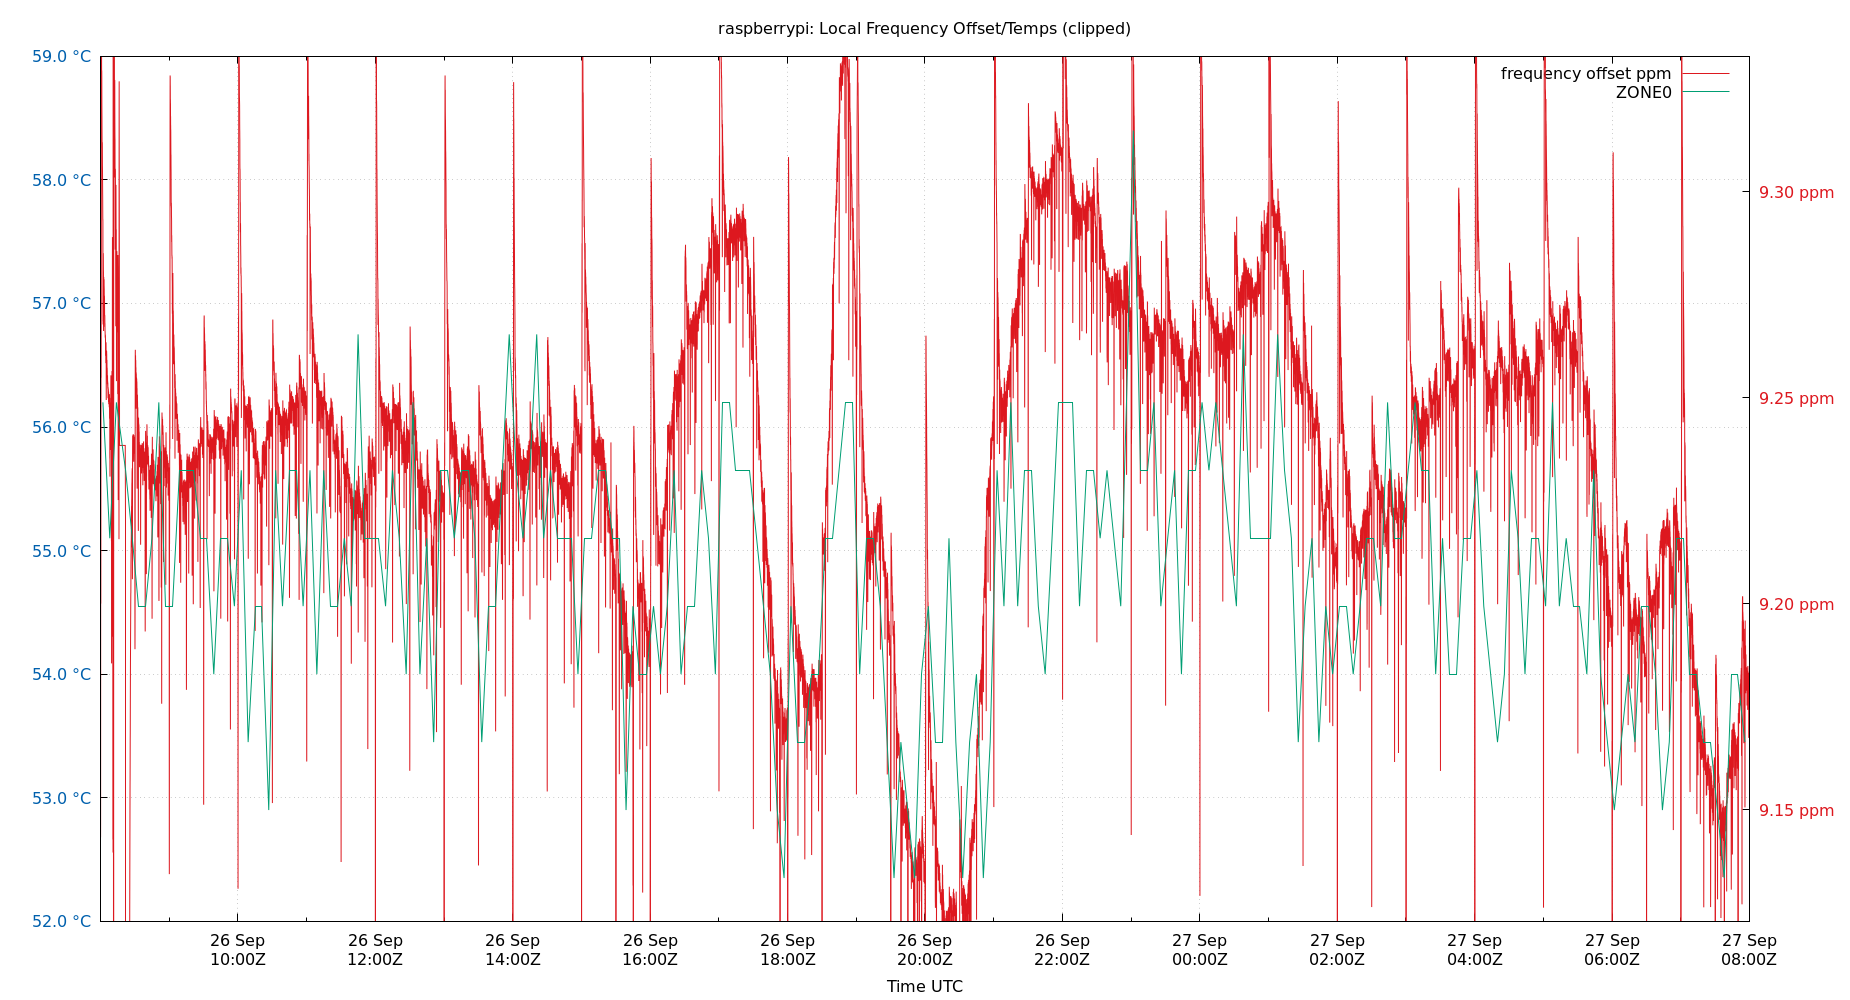 raspberrypi: Local Frequency Offset/Temps (clipped)
59.0 °C
58.0 °C
57.0 °C
56.0 °C
55.0 °C
54.0 °C
53.0 °C
52.0 °C
frequency offset ppm
ZONE0
9.30 ppm
9.25 ppm
9.20 ppm
9.15 ppm
26 Sep 26 Sep 26 Sep 26 Sep 26 Sep 26 Sep 26 Sep 27 Sep 27 Sep 27 Sep 27 Sep 27 Sep
10:00Z 12:00Z 14:00Z 16:00Z 18:00Z 20:00Z 22:00Z 00:00Z 02:00Z 04:00Z 06:00Z 08:00Z
Time UTC